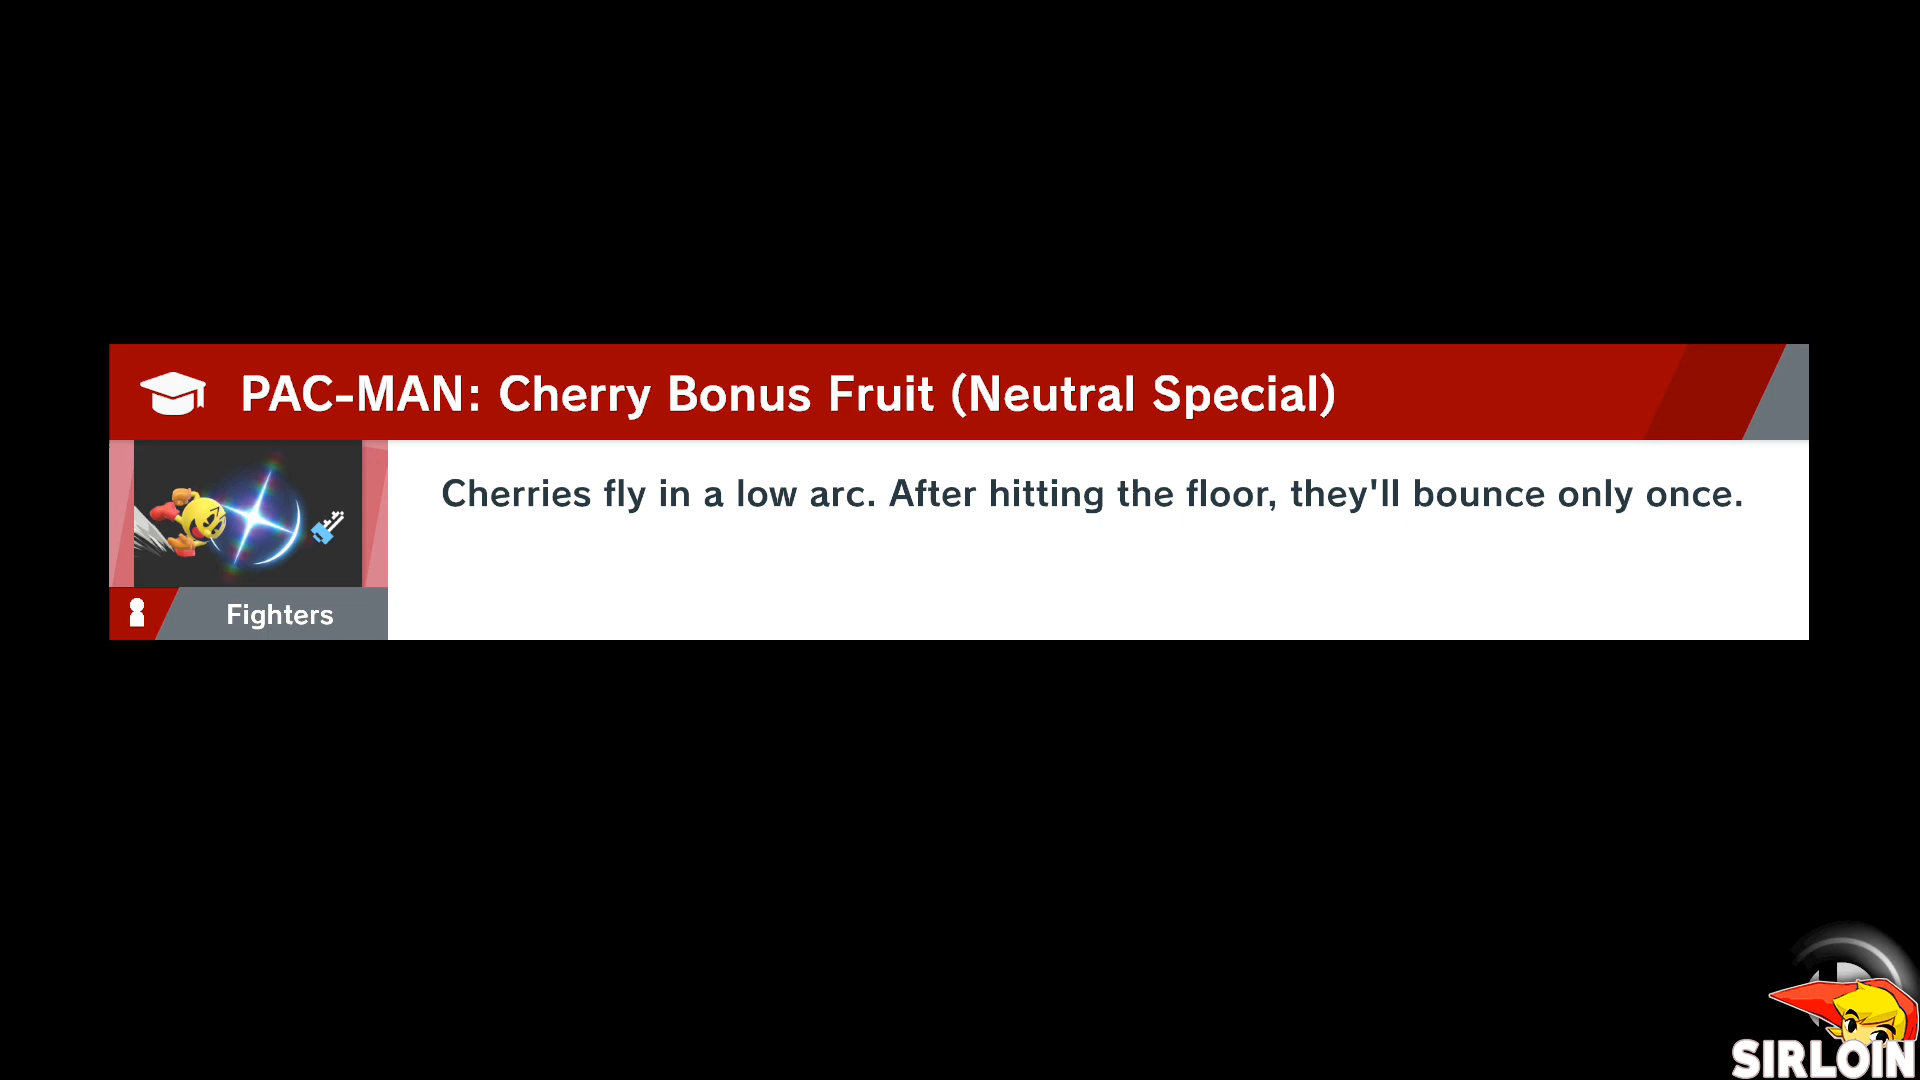 PAC-MAN: Cherry Bonus Fruit (Neutral Special)
Cherries fly in a low arc. After hitting the floor, they'll bounce only once.
Fighters
SIRLOIN